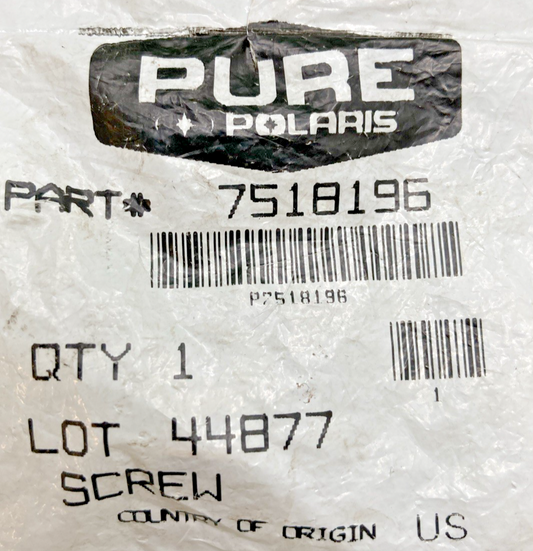 PURE
POLARIS
PART# 7518196
P7518196
QTY 1
1
LOT 44877
SCREW
COUNTRY OF ORIGIN US